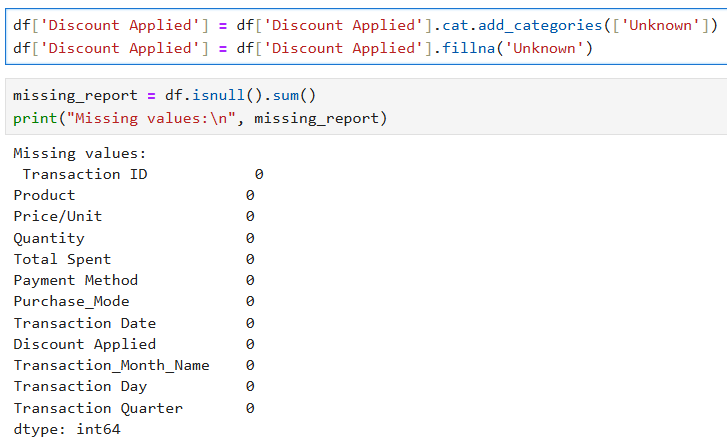 df['Discount Applied'] = df['Discount Applied'].cat.add_categories(['Unknown'])
df['Discount Applied'] = df['Discount Applied'].fillna('Unknown')
missing_report = df.isnull().sum()
print("Missing values:\n", missing_report)
Missing values:
 Transaction ID            0
Product                   0
Price/Unit                0
Quantity                  0
Total Spent               0
Payment Method            0
Purchase_Mode             0
Transaction Date          0
Discount Applied          0
Transaction_Month_Name    0
Transaction Day           0
Transaction Quarter       0
dtype: int64